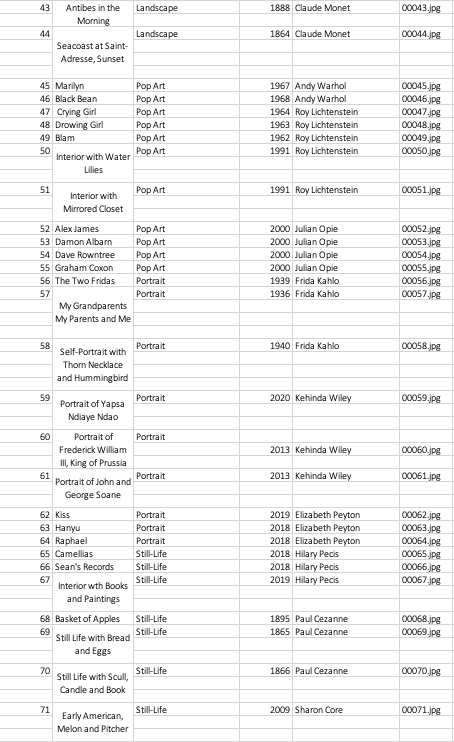 43 Antibes in the Landscape 1888 Claude Monet 00043.jpg
Morning
44 Landscape 1864 Claude Monet 00044.jpg
Seacoast at Saint-
Adresse, Sunset
45 Marilyn Pop Art 1967 Andy Warhol 00045.jpg
46 Black Bean Pop Art 1968 Andy Warhol 00046.jpg
47 Crying Girl Pop Art 1964 Roy Lichtenstein 00047.jpg
48 Drowing Girl Pop Art 1963 Roy Lichtenstein 00048.jpg
49 Blam Pop Art 1962 Roy Lichtenstein 00049.jpg
50 Pop Art 1991 Roy Lichtenstein 00050.jpg
Interior with Water
Lilies
51 Pop Art 1991 Roy Lichtenstein 00051.jpg
Interior with
Mirrored Closet
52 Alex James Pop Art 2000 Julian Opie 00052.jpg
53 Damon Albarn Pop Art 2000 Julian Opie 00053.jpg
54 Dave Rowntree Pop Art 2000 Julian Opie 00054.jpg
55 Graham Coxon Pop Art 2000 Julian Opie 00055.jpg
56 The Two Fridas Portrait 1939 Frida Kahlo 00056.jpg
57 Portrait 1936 Frida Kahlo 00057.jpg
My Grandparents
My Parents and Me
58 Portrait 1940 Frida Kahlo 00058.jpg
Self-Portrait with
Thorn Necklace
and Hummingbird
59 Portrait 2020 Kehinda Wiley 00059.jpg
Portrait of Yapsa
Ndiaye Ndao
60 Portrait of Portrait
Frederick William 2013 Kehinda Wiley 00060.jpg
III, King of Prussia
61 Portrait 2013 Kehinda Wiley 00061.jpg
Portrait of John and
George Soane
62 Kiss Portrait 2019 Elizabeth Peyton 00062.jpg
63 Hanyu Portrait 2018 Elizabeth Peyton 00063.jpg
64 Raphael Portrait 2018 Elizabeth Peyton 00064.jpg
65 Camellias Still-Life 2018 Hilary Pecis 00065.jpg
66 Sean's Records Still-Life 2018 Hilary Pecis 00066.jpg
67 Still-Life 2019 Hilary Pecis 00067.jpg
Interior wth Books
and Paintings
68 Basket of Apples Still-Life 1895 Paul Cezanne 00068.jpg
69 Still-Life 1865 Paul Cezanne 00069.jpg
Still Life with Bread
and Eggs
70 Still-Life 1866 Paul Cezanne 00070.jpg
Still Life with Scull,
Candle and Book
71 Still-Life 2009 Sharon Core 00071.jpg
Early American,
Melon and Pitcher